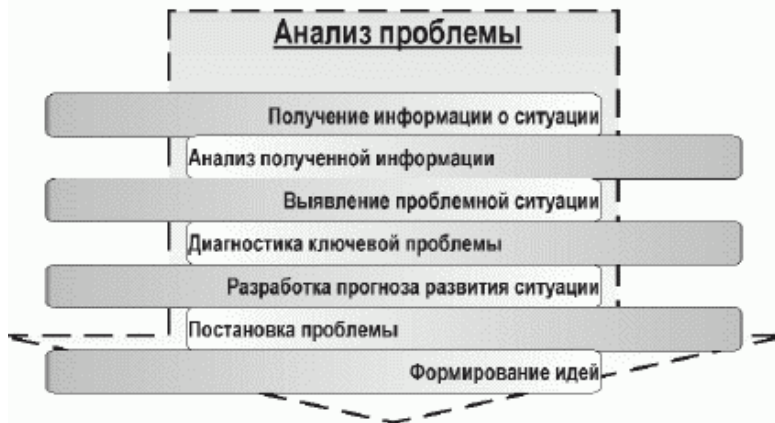 Анализ проблемы
Получение информации о ситуации
Анализ полученной информации
Выявление проблемной ситуации
Диагностика ключевой проблемы
Разработка прогноза развития ситуации
Постановка проблемы
Формирование идей